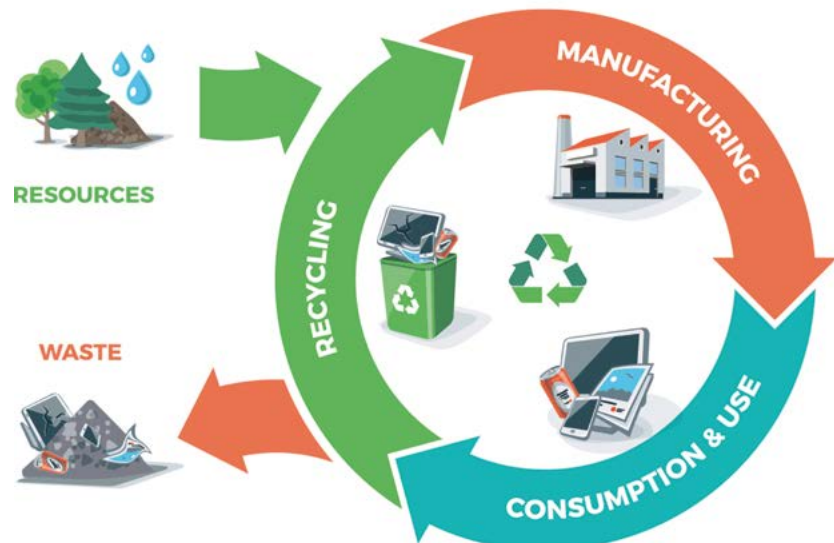 RESOURCES
WASTE
RECYCLING
MANUFACTURING
CONSUMPTION & USE